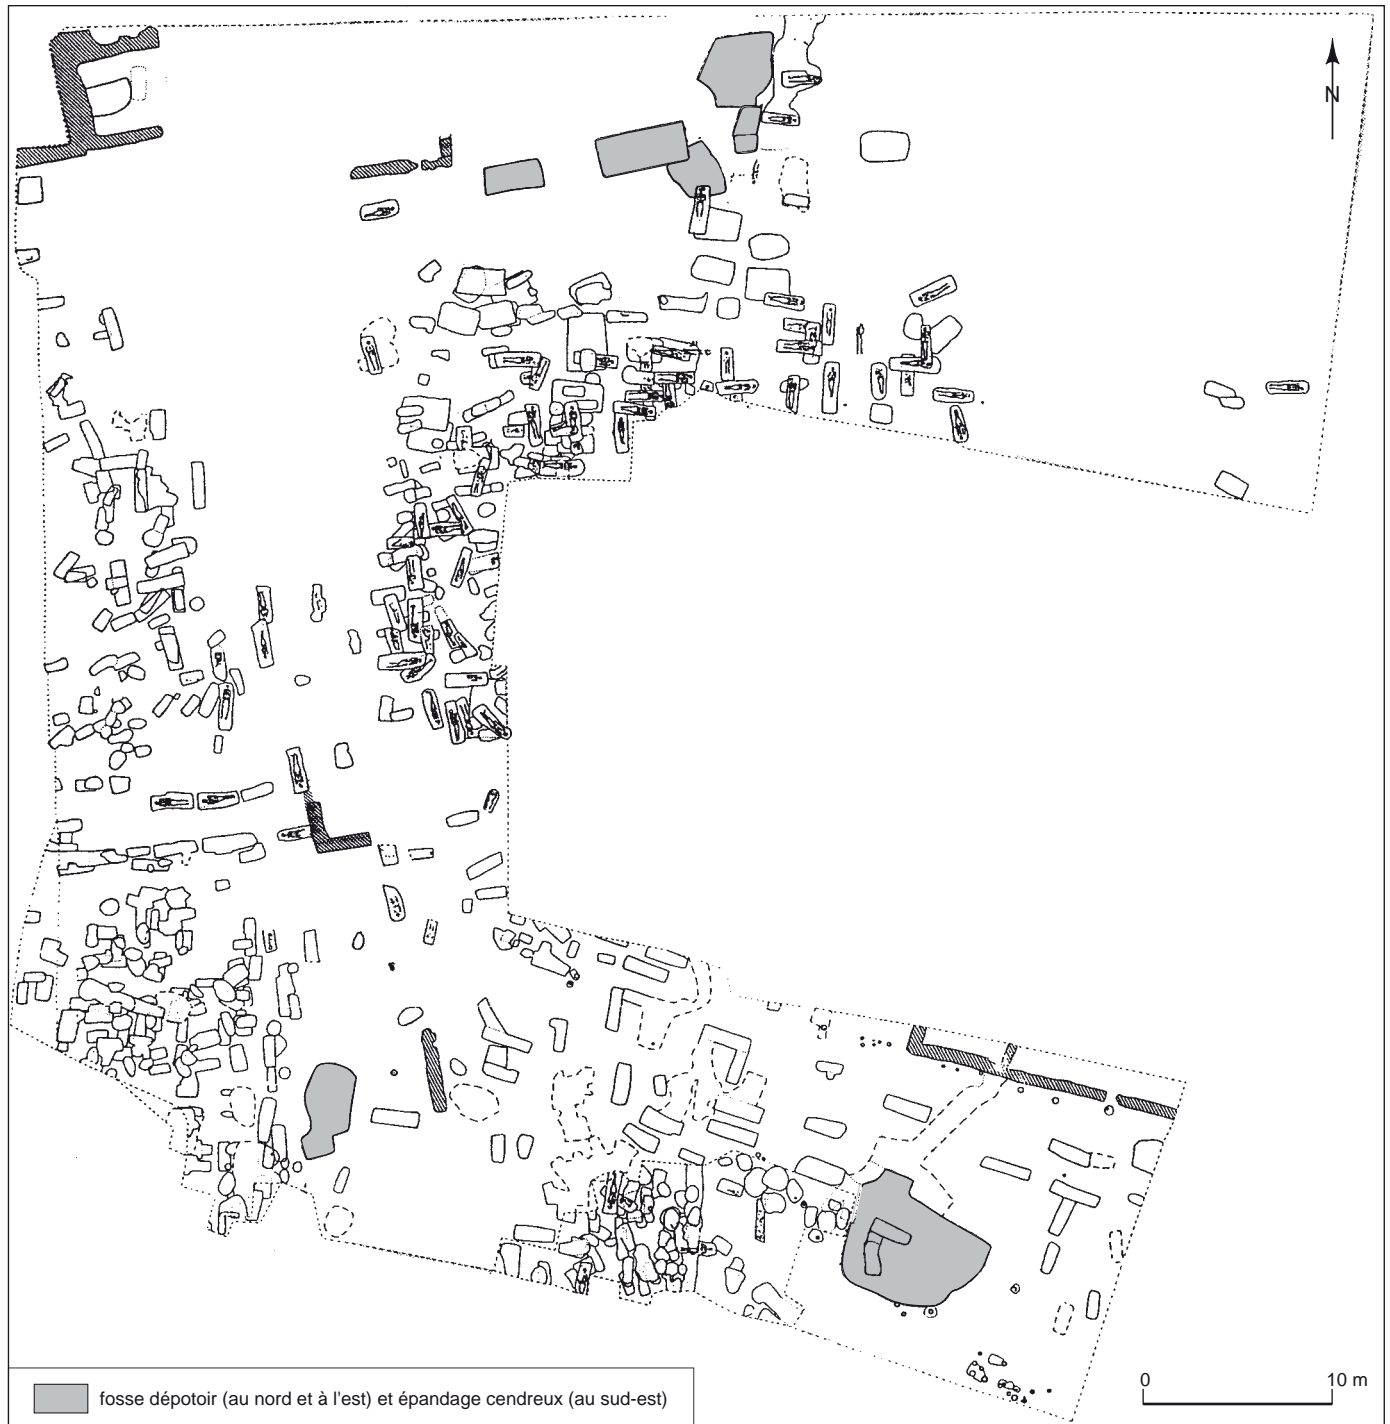 N
fosse dépotoir (au nord et à l'est) et épandage cendreux (au sud-est)
0 10 m